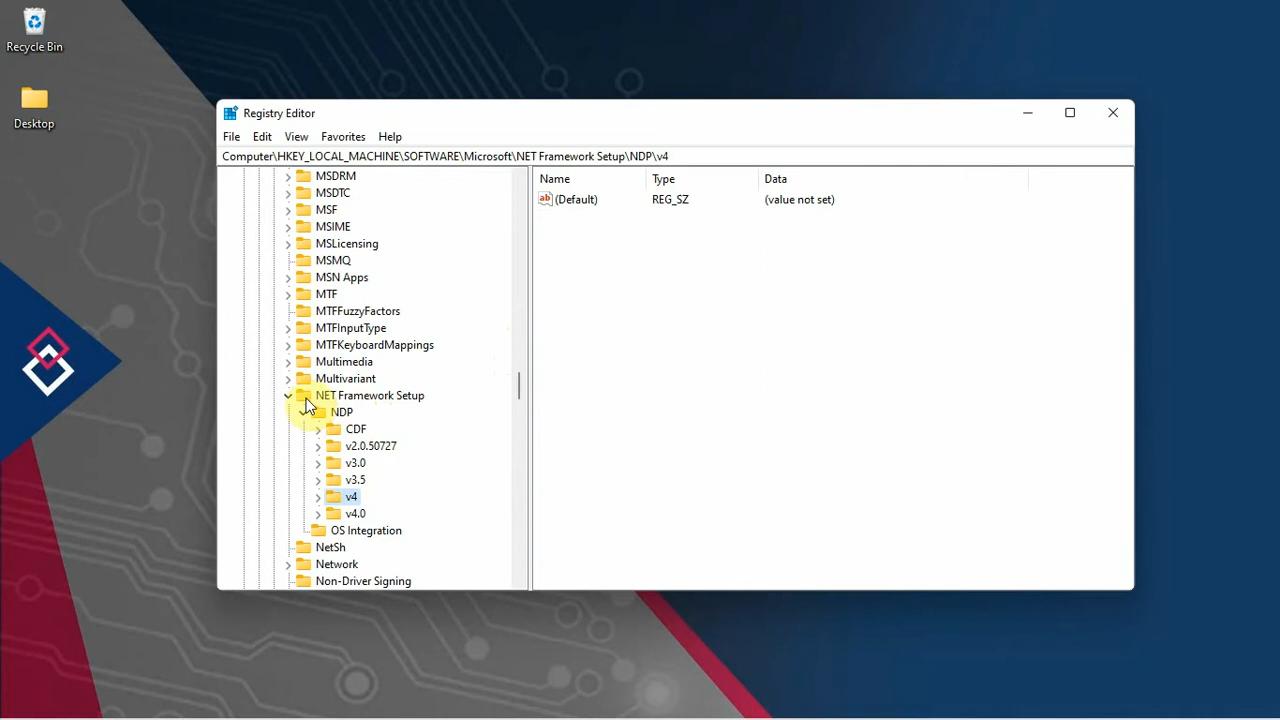 Recycle Bin
Desktop
Registry Editor
File Edit View Favorites Help
Computer\HKEY_LOCAL_MACHINE\SOFTWARE\Microsoft\NET Framework Setup\NDP\v4
MSDRM
MSDTC
MSF
MSIME
MSLicensing
MSMQ
MSN Apps
MTF
MTFFuzzyFactors
MTFInputType
MTFKeyboardMappings
Multimedia
Multivariant
NET Framework Setup
NDP
CDF
v2.0.50727
v3.0
v3.5
v4
v4.0
OS Integration
NetSh
Network
Non-Driver Signing
Name Type Data
ab (Default) REG_SZ (value not set)